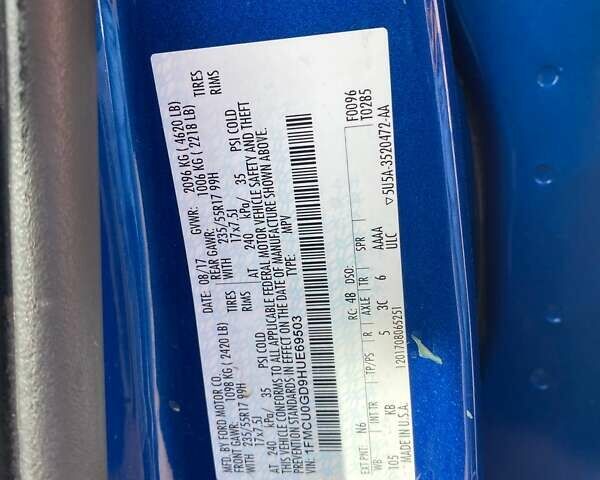 MFD. BY FORD MOTOR CO.
DATE: 08/17 GVWR: 2096 KG ( 4620 LB)
FRONT GAWR: 1098 KG (2420 LB) REAR GAWR: 1006 KG ( 2218 LB)
WITH 235/55R17 99H TIRES WITH 235/55R17 99H TIRES
17x7.5J RIMS 17x7.5J RIMS
AT 240 kPa/ 35 PSI COLD AT 240 kPa/ 35 PSI COLD
THIS VEHICLE CONFORMS TO ALL APPLICABLE FEDERAL MOTOR VEHICLE SAFETY AND THEFT
PREVENTION STANDARDS IN EFFECT ON THE DATE OF MANUFACTURE SHOWN ABOVE.
VIN: 1FMCU0GD9HUE69503 TYPE: MPV
F0096
T0285
EXT PNT: N6 RC: 48 DSO:
WB INT TR TP/PS R AXLE TR SPR
105 KB 5 3C 6 AAAA
ULC
MADE IN U.S.A. 1201708065251 ▽5U5A-3520472-AA